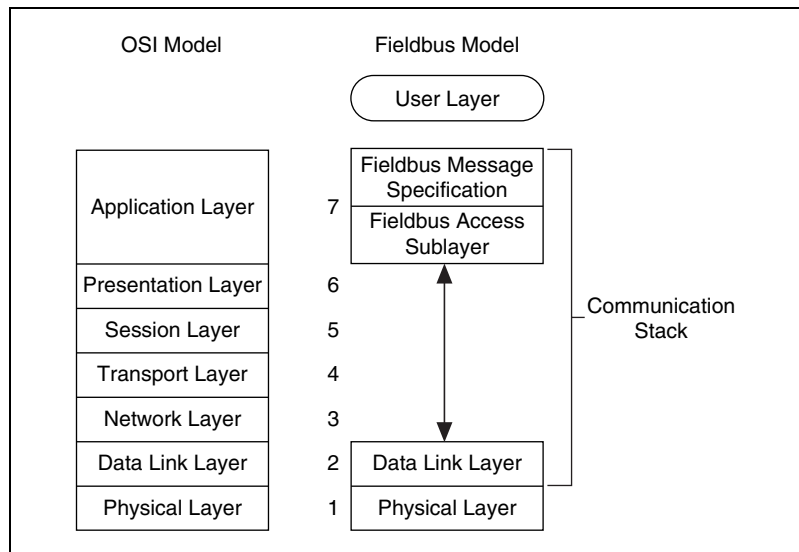 OSI Model
Fieldbus Model
User Layer
Fieldbus Message
Specification
Application Layer
7
Fieldbus Access
Sublayer
Presentation Layer
6
Communication
Stack
Session Layer
5
Transport Layer
4
Network Layer
3
Data Link Layer
2
Data Link Layer
Physical Layer
1
Physical Layer